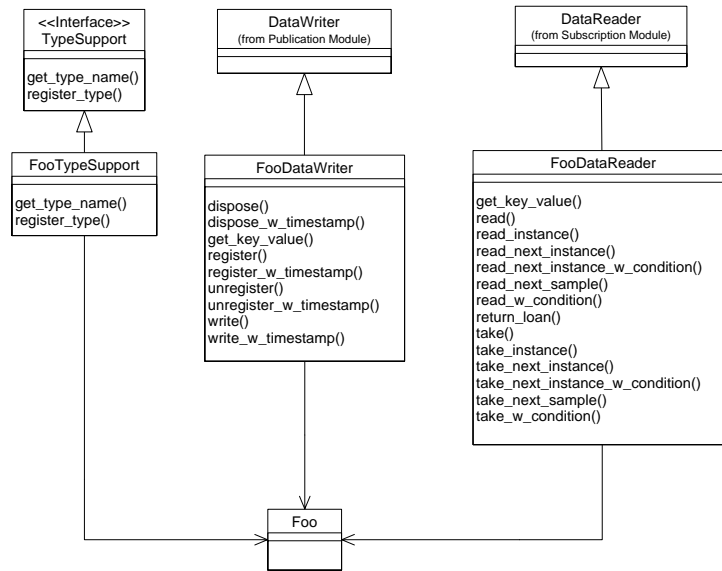 <<Interface>>
TypeSupport
get_type_name()
register_type()
DataWriter
(from Publication Module)
DataReader
(from Subscription Module)
FooTypeSupport
get_type_name()
register_type()
FooDataWriter
dispose()
dispose_w_timestamp()
get_key_value()
register()
register_w_timestamp()
unregister()
unregister_w_timestamp()
write()
write_w_timestamp()
FooDataReader
get_key_value()
read()
read_instance()
read_next_instance()
read_next_instance_w_condition()
read_next_sample()
read_w_condition()
return_loan()
take()
take_instance()
take_next_instance()
take_next_instance_w_condition()
take_next_sample()
take_w_condition()
Foo